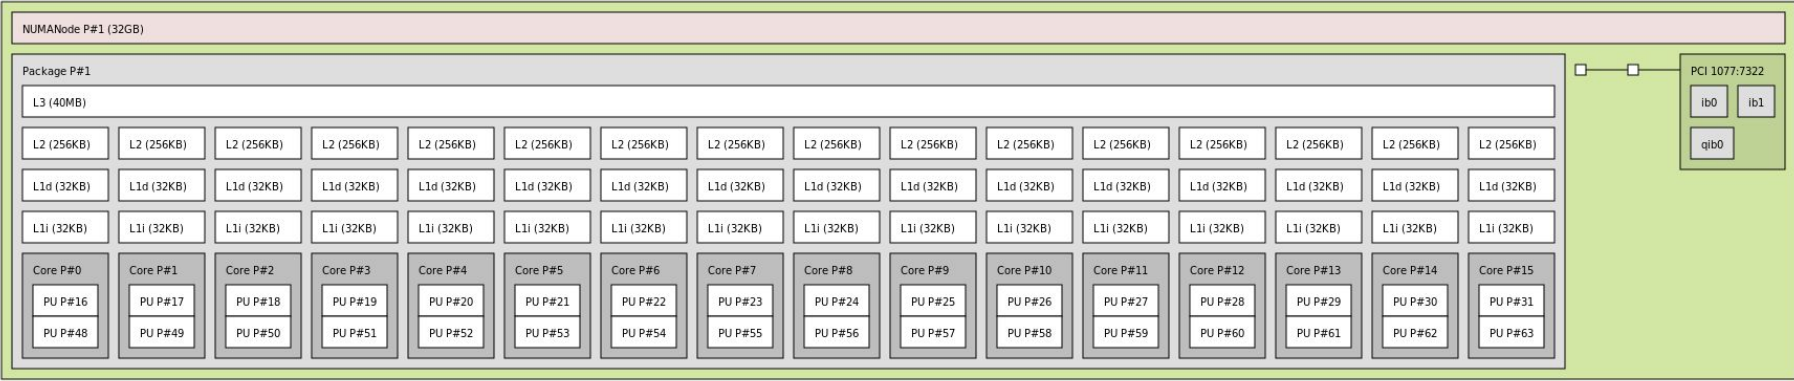 NUMANode P#1 (32GB)
Package P#1 PCI 1077:7322
L3 (40MB) ib0 ib1
L2 (256KB) L2 (256KB) L2 (256KB) L2 (256KB) L2 (256KB) L2 (256KB) L2 (256KB) L2 (256KB) L2 (256KB) L2 (256KB) L2 (256KB) L2 (256KB) L2 (256KB) L2 (256KB) L2 (256KB) L2 (256KB) qib0
L1d (32KB) L1d (32KB) L1d (32KB) L1d (32KB) L1d (32KB) L1d (32KB) L1d (32KB) L1d (32KB) L1d (32KB) L1d (32KB) L1d (32KB) L1d (32KB) L1d (32KB) L1d (32KB) L1d (32KB) L1d (32KB)
L1i (32KB) L1i (32KB) L1i (32KB) L1i (32KB) L1i (32KB) L1i (32KB) L1i (32KB) L1i (32KB) L1i (32KB) L1i (32KB) L1i (32KB) L1i (32KB) L1i (32KB) L1i (32KB) L1i (32KB) L1i (32KB)
Core P#0 Core P#1 Core P#2 Core P#3 Core P#4 Core P#5 Core P#6 Core P#7 Core P#8 Core P#9 Core P#10 Core P#11 Core P#12 Core P#13 Core P#14 Core P#15
PU P#16 PU P#17 PU P#18 PU P#19 PU P#20 PU P#21 PU P#22 PU P#23 PU P#24 PU P#25 PU P#26 PU P#27 PU P#28 PU P#29 PU P#30 PU P#31
PU P#48 PU P#49 PU P#50 PU P#51 PU P#52 PU P#53 PU P#54 PU P#55 PU P#56 PU P#57 PU P#58 PU P#59 PU P#60 PU P#61 PU P#62 PU P#63